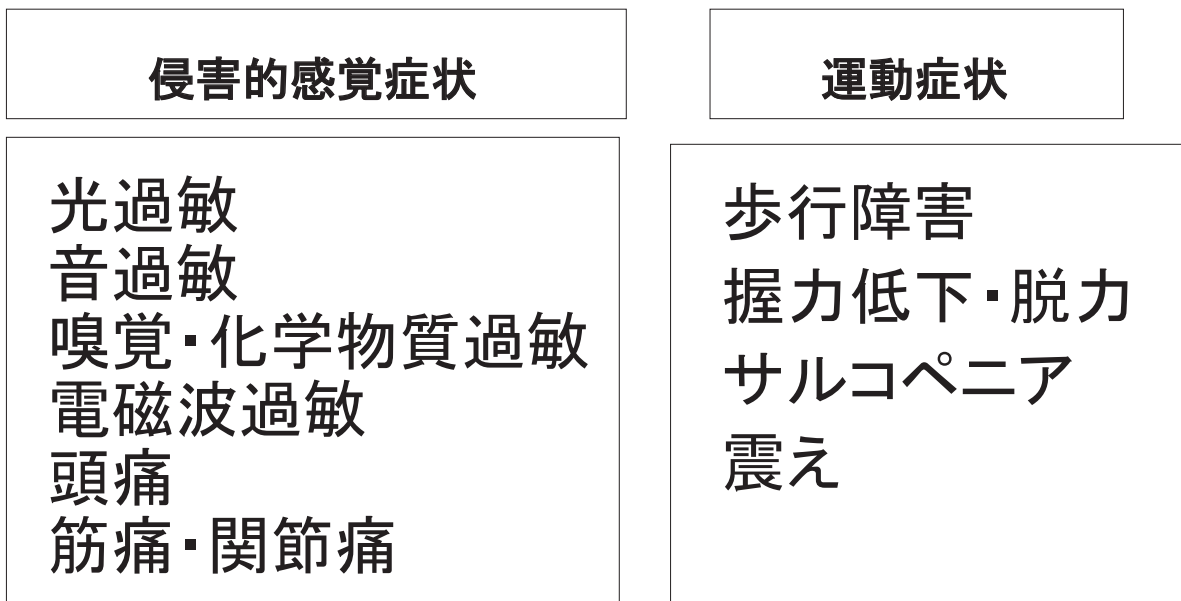 侵害的感覚症状
光過敏
音過敏
嗅覚・化学物質過敏
電磁波過敏
頭痛
筋痛・関節痛
運動症状
歩行障害
握力低下・脱力
サルコペニア
震え